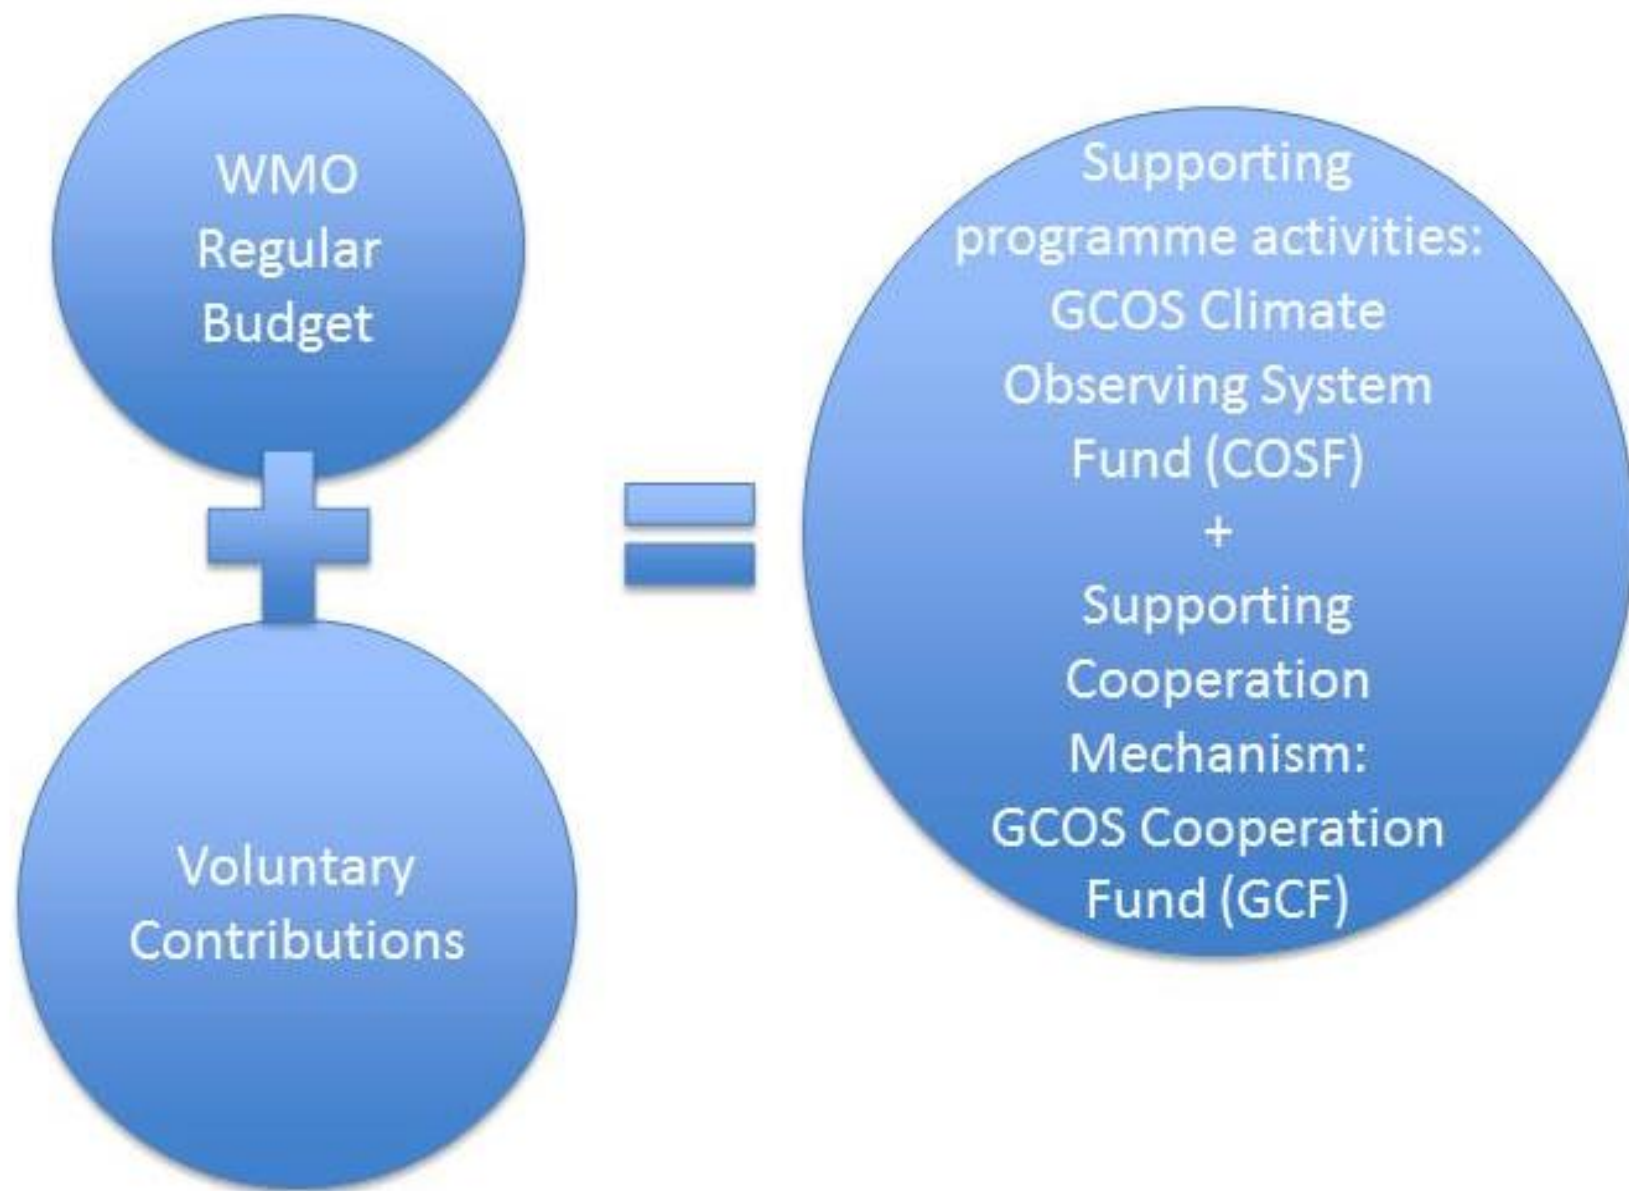 WMO
Regular
Budget
Voluntary
Contributions
Supporting
programme activities:
GCOS Climate
Observing System
Fund (COSF)
+
Supporting
Cooperation
Mechanism:
GCOS Cooperation
Fund (GCF)